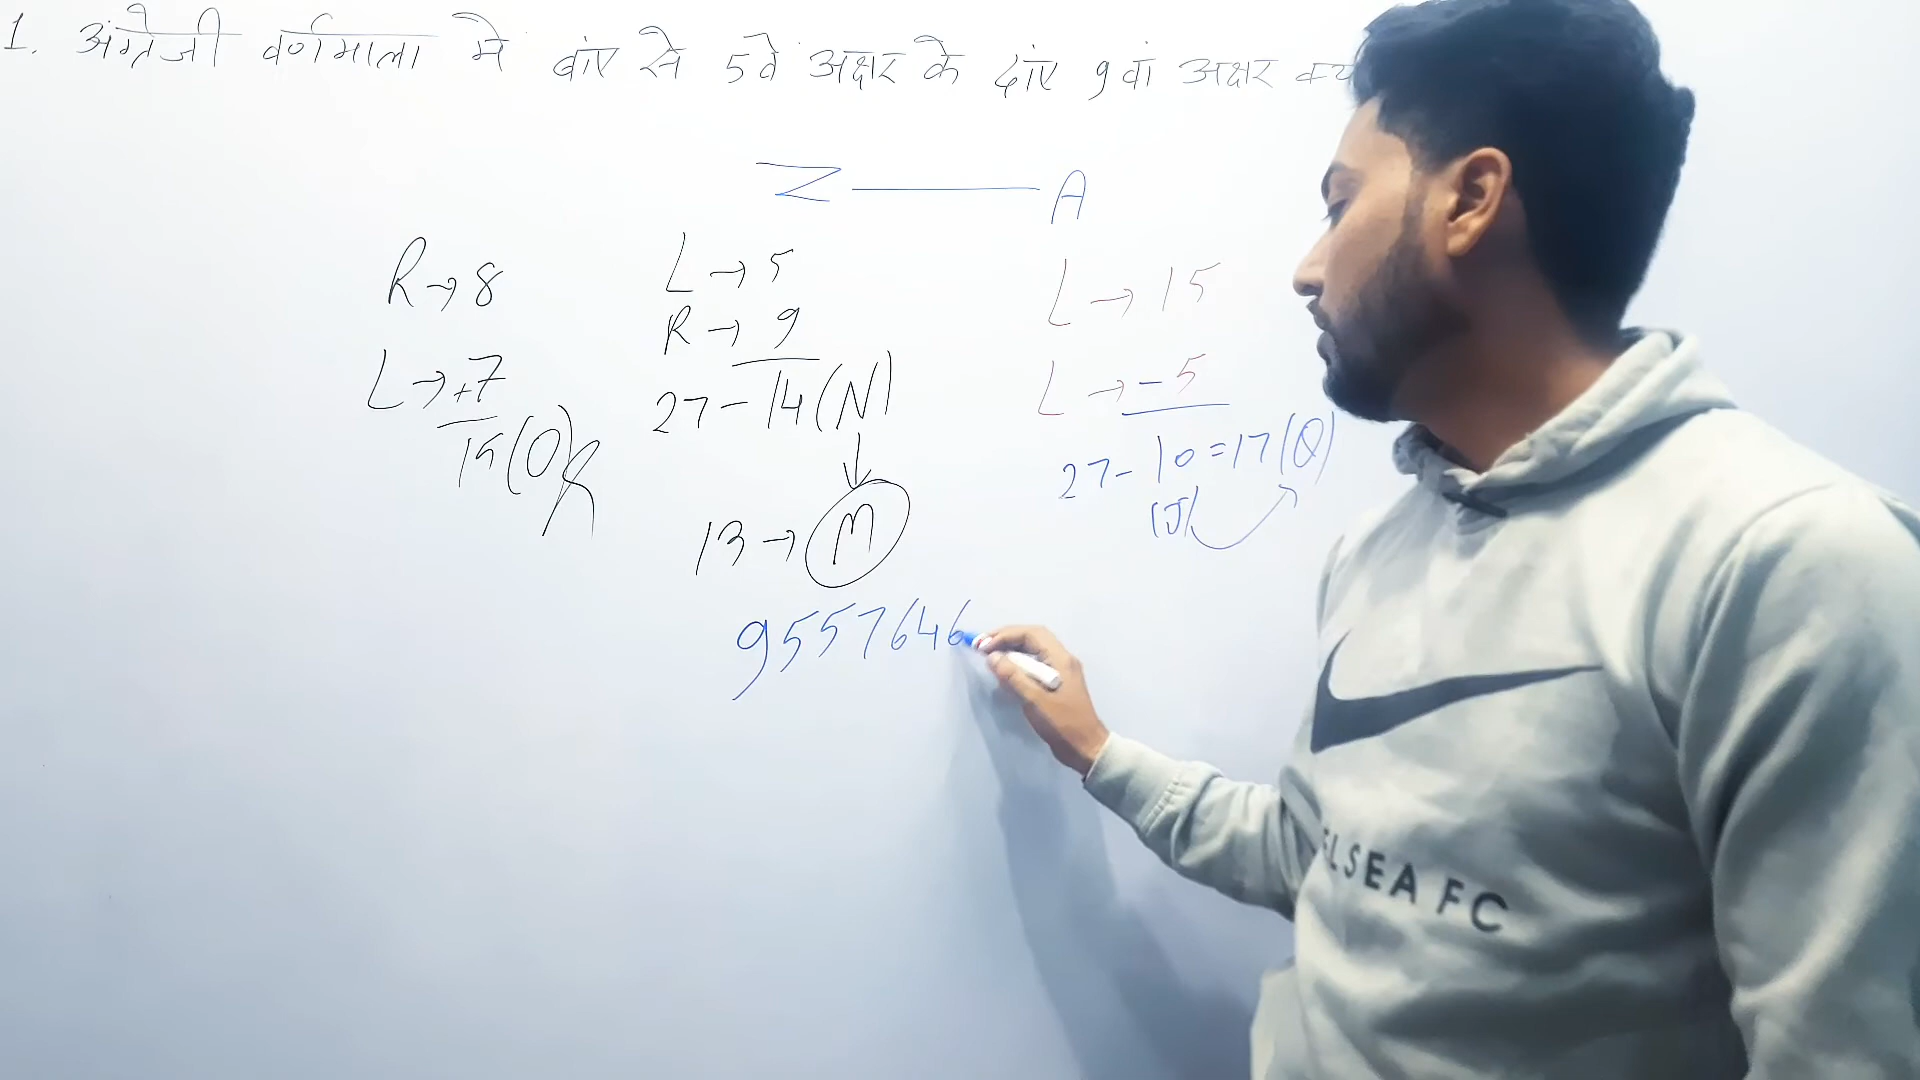 1. अंग्रेजी वर्णमाला मे बांए से 5वे अक्षर के दांए 9वां अक्षर
Z — A
R → 8
L → +7
15 (O)
L → 5
R → 9
27 - 14 (N)
13 → M
L → 15
L → - 5
27 - 10 = 17 (Q)
(J)
9557646
LSEA FC